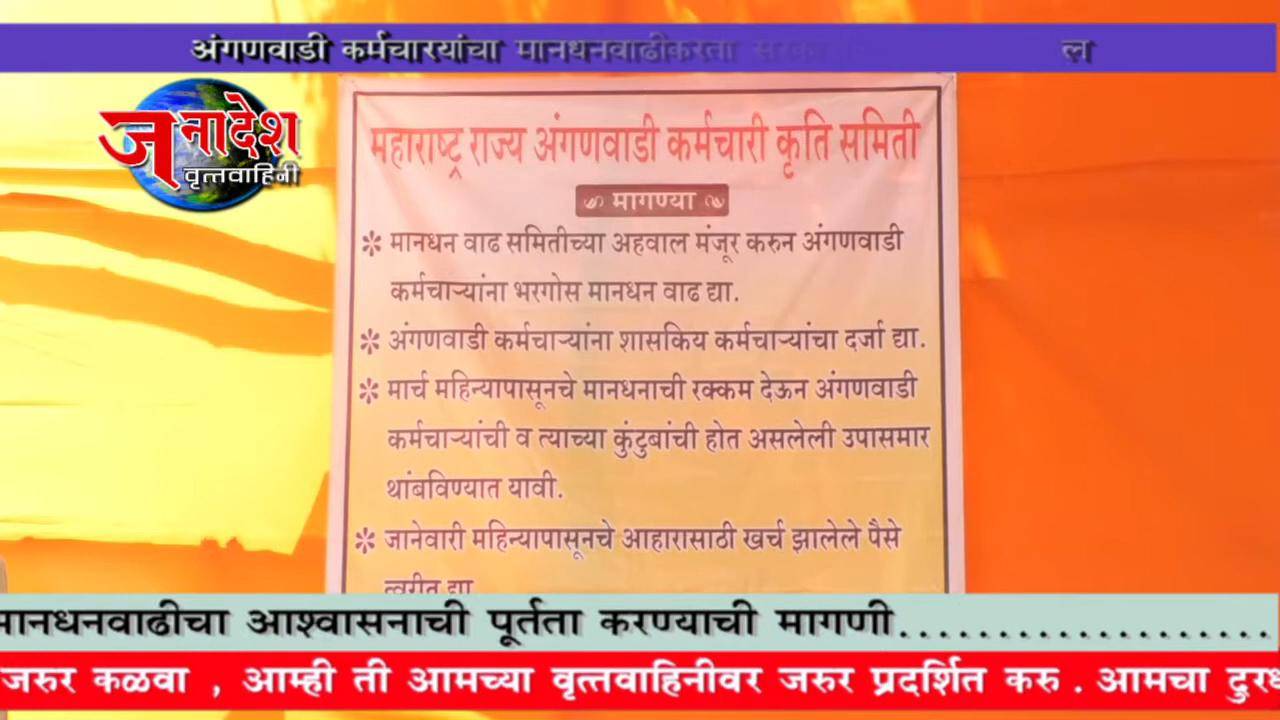 अंगणवाडी कर्मचारयांचा मानधनवाढीकरता
जनादेश
वृत्तवाहिनी
महाराष्ट्र राज्य अंगणवाडी कर्मचारी कृति समिती
मागण्या
मानधन वाढ समितीच्या अहवाल मंजूर करुन अंगणवाडी
कर्मचाऱ्यांना भरगोस मानधन वाढ द्या.
अंगणवाडी कर्मचाऱ्यांना शासकिय कर्मचाऱ्यांचा दर्जा द्या.
मार्च महिन्यापासूनचे मानधनाची रक्कम देऊन अंगणवाडी
कर्मचाऱ्यांची व त्याच्या कुंटुबांची होत असलेली उपासमार
थांबविण्यात यावी.
जानेवारी महिन्यापासूनचे आहारासाठी खर्च झालेले पैसे
त्वरीत द्या
मानधनवाढीचा आश्वासनाची पूर्तता करण्याची मागणी....................
जरुर कळवा , आम्ही ती आमच्या वृत्तवाहिनीवर जरुर प्रदर्शित करु . आमचा